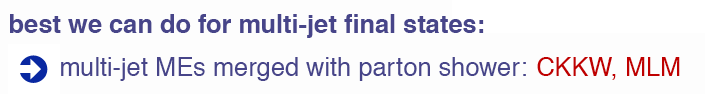 best we can do for multi-jet final states:
multi-jet MEs merged with parton shower: CKKW, MLM